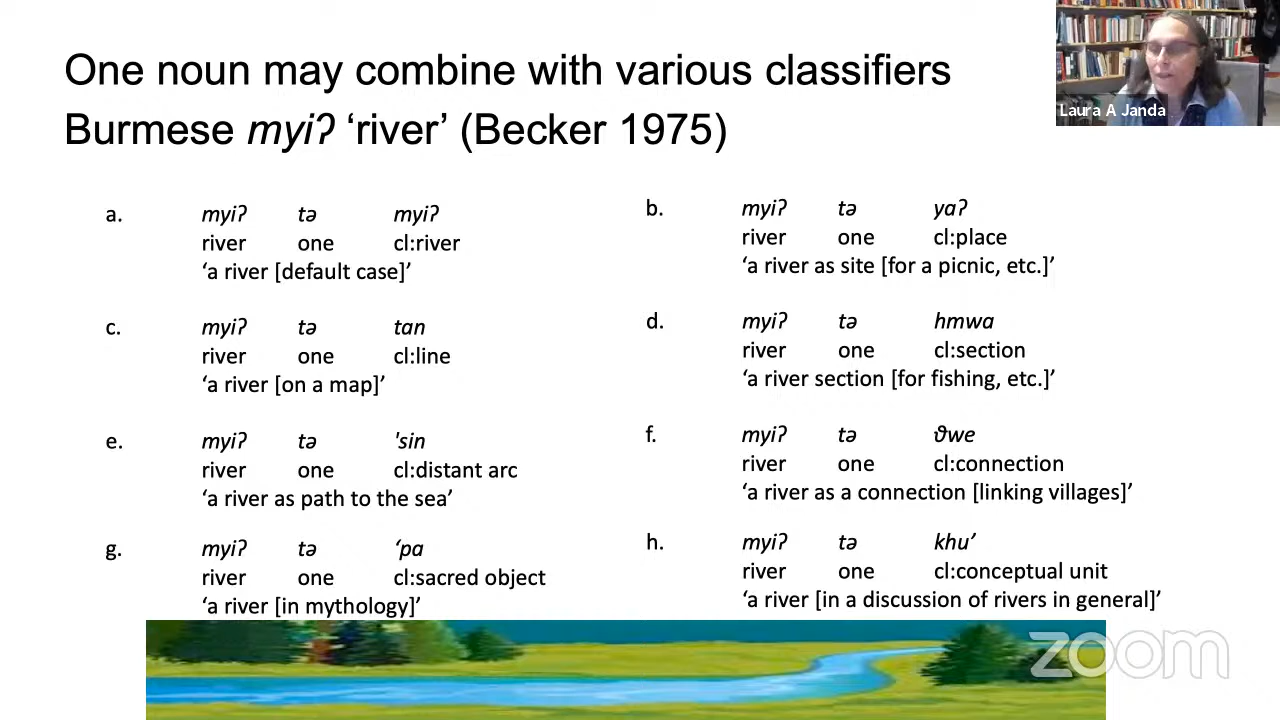 One noun may combine with various classifiers
Burmese myiʔ ‘river’ (Becker 1975)
Laura A Janda
a. myiʔ tə myiʔ
river one cl:river
‘a river [default case]’
b. myiʔ tə yaʔ
river one cl:place
‘a river as site [for a picnic, etc.]’
c. myiʔ tə tan
river one cl:line
‘a river [on a map]’
d. myiʔ tə hmwa
river one cl:section
‘a river section [for fishing, etc.]’
e. myiʔ tə 'sin
river one cl:distant arc
‘a river as path to the sea’
f. myiʔ tə ϑwe
river one cl:connection
‘a river as a connection [linking villages]’
g. myiʔ tə ‘pa
river one cl:sacred object
‘a river [in mythology]’
h. myiʔ tə khu’
river one cl:conceptual unit
‘a river [in a discussion of rivers in general]’
zoom